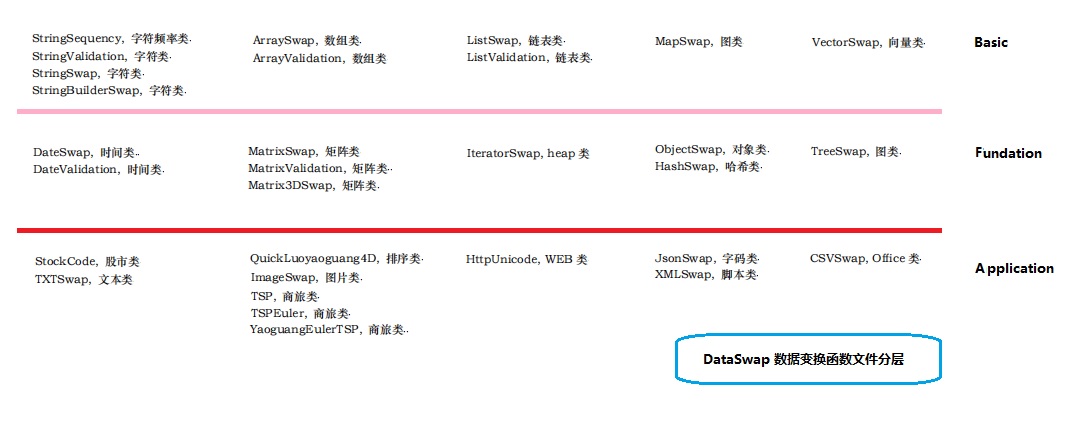 StringSequency, 字符频率类·
StringValidation, 字符类·
StringSwap, 字符类·
StringBuilderSwap, 字符类·
ArraySwap, 数组类·
ArrayValidation, 数组类
ListSwap, 链表类·
ListValidation, 链表类·
MapSwap, 图类
VectorSwap, 向量类·
Basic
DateSwap, 时间类··
DateValidation, 时间类·
MatrixSwap, 矩阵类
MatrixValidation, 矩阵类··
Matrix3DSwap, 矩阵类·
IteratorSwap, heap 类
ObjectSwap, 对象类·
HashSwap, 哈希类·
TreeSwap, 图类·
Fundation
StockCode, 股市类
TXTSwap, 文本类
QuickLuoyaoguang4D, 排序类·
ImageSwap, 图片类·
TSP, 商旅类·
TSPEuler, 商旅类·
YaoguangEulerTSP, 商旅类··
HttpUnicode, WEB 类
JsonSwap, 字码类·
XMLSwap, 脚本类·
CSVSwap, Office 类·
Application
DataSwap 数据变换函数文件分层